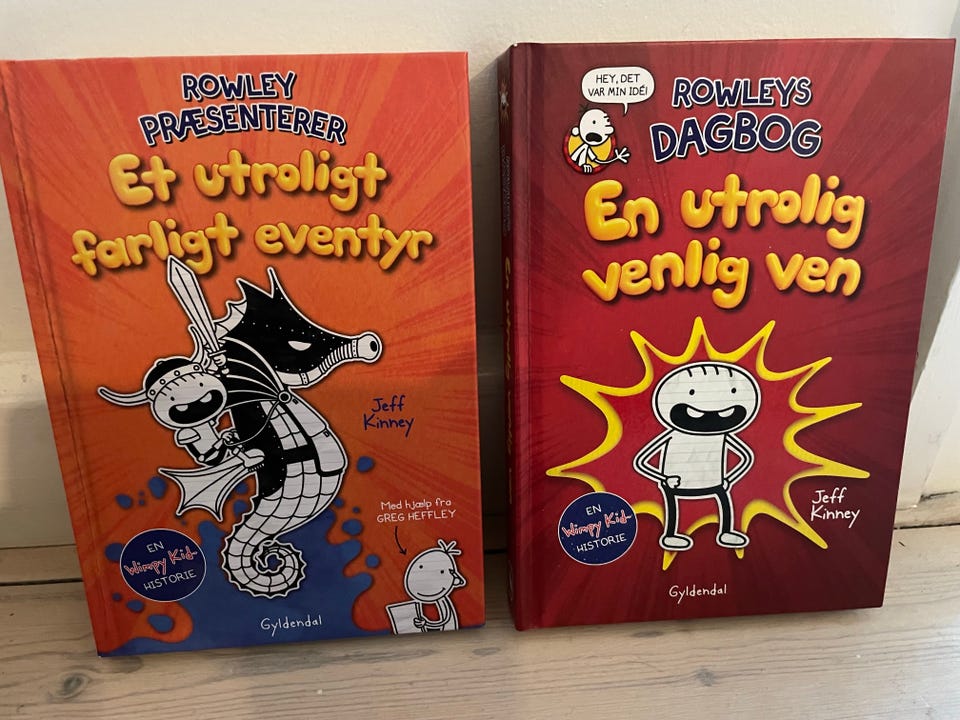 ROWLEY
PRÆSENTERER
Et utroligt
farligt eventyr
Jeff
Kinney
Med hjælp fra
GREG HEFFLEY
EN
Wimpy Kid-
HISTORIE
Gyldendal
HEY, DET
VAR MIN IDÉ!
ROWLEYS
DAGBOG
En utrolig
venlig ven
Jeff
Kinney
EN
Wimpy Kid-
HISTORIE
Gyldendal